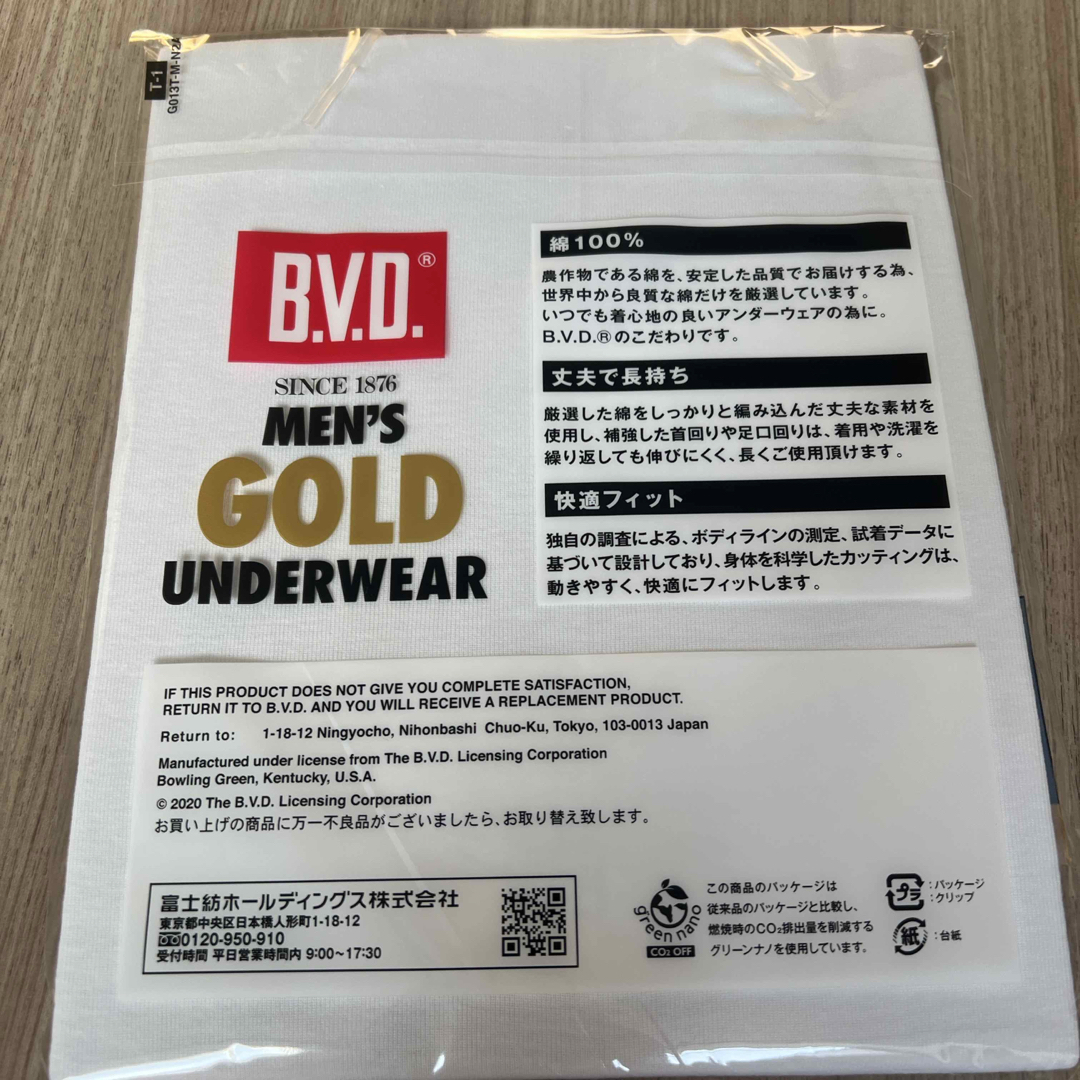 T-1
G013T-M-N2
B.V.D.®
SINCE 1876
MEN'S
GOLD
UNDERWEAR
綿100%
農作物である綿を、安定した品質でお届けする為、
世界中から良質な綿だけを厳選しています。
いつでも着心地の良いアンダーウェアの為に。
B.V.D.®のこだわりです。
丈夫で長持ち
厳選した綿をしっかりと編み込んだ丈夫な素材を
使用し、補強した首回りや足口回りは、着用や洗濯を
繰り返しても伸びにくく、長くご使用頂けます。
快適フィット
独自の調査による、ボディラインの測定、試着データに
基づいて設計しており、身体を科学したカッティングは、
動きやすく、快適にフィットします。
IF THIS PRODUCT DOES NOT GIVE YOU COMPLETE SATISFACTION,
RETURN IT TO B.V.D. AND YOU WILL RECEIVE A REPLACEMENT PRODUCT.
Return to: 1-18-12 Ningyocho, Nihonbashi Chuo-Ku, Tokyo, 103-0013 Japan
Manufactured under license from The B.V.D. Licensing Corporation
Bowling Green, Kentucky, U.S.A.
© 2020 The B.V.D. Licensing Corporation
お買い上げの商品に万一不良品がございましたら、お取り替え致します。
富士紡ホールディングス株式会社
東京都中央区日本橋人形町1-18-12
0120-950-910
受付時間 平日営業時間内 9:00~17:30
green nano
CO₂ OFF
この商品のパッケージは
従来品のパッケージと比較し、
燃焼時のCO₂排出量を削減する
グリーンナノを使用しています。
プラ:パッケージ
:クリップ
紙:台紙